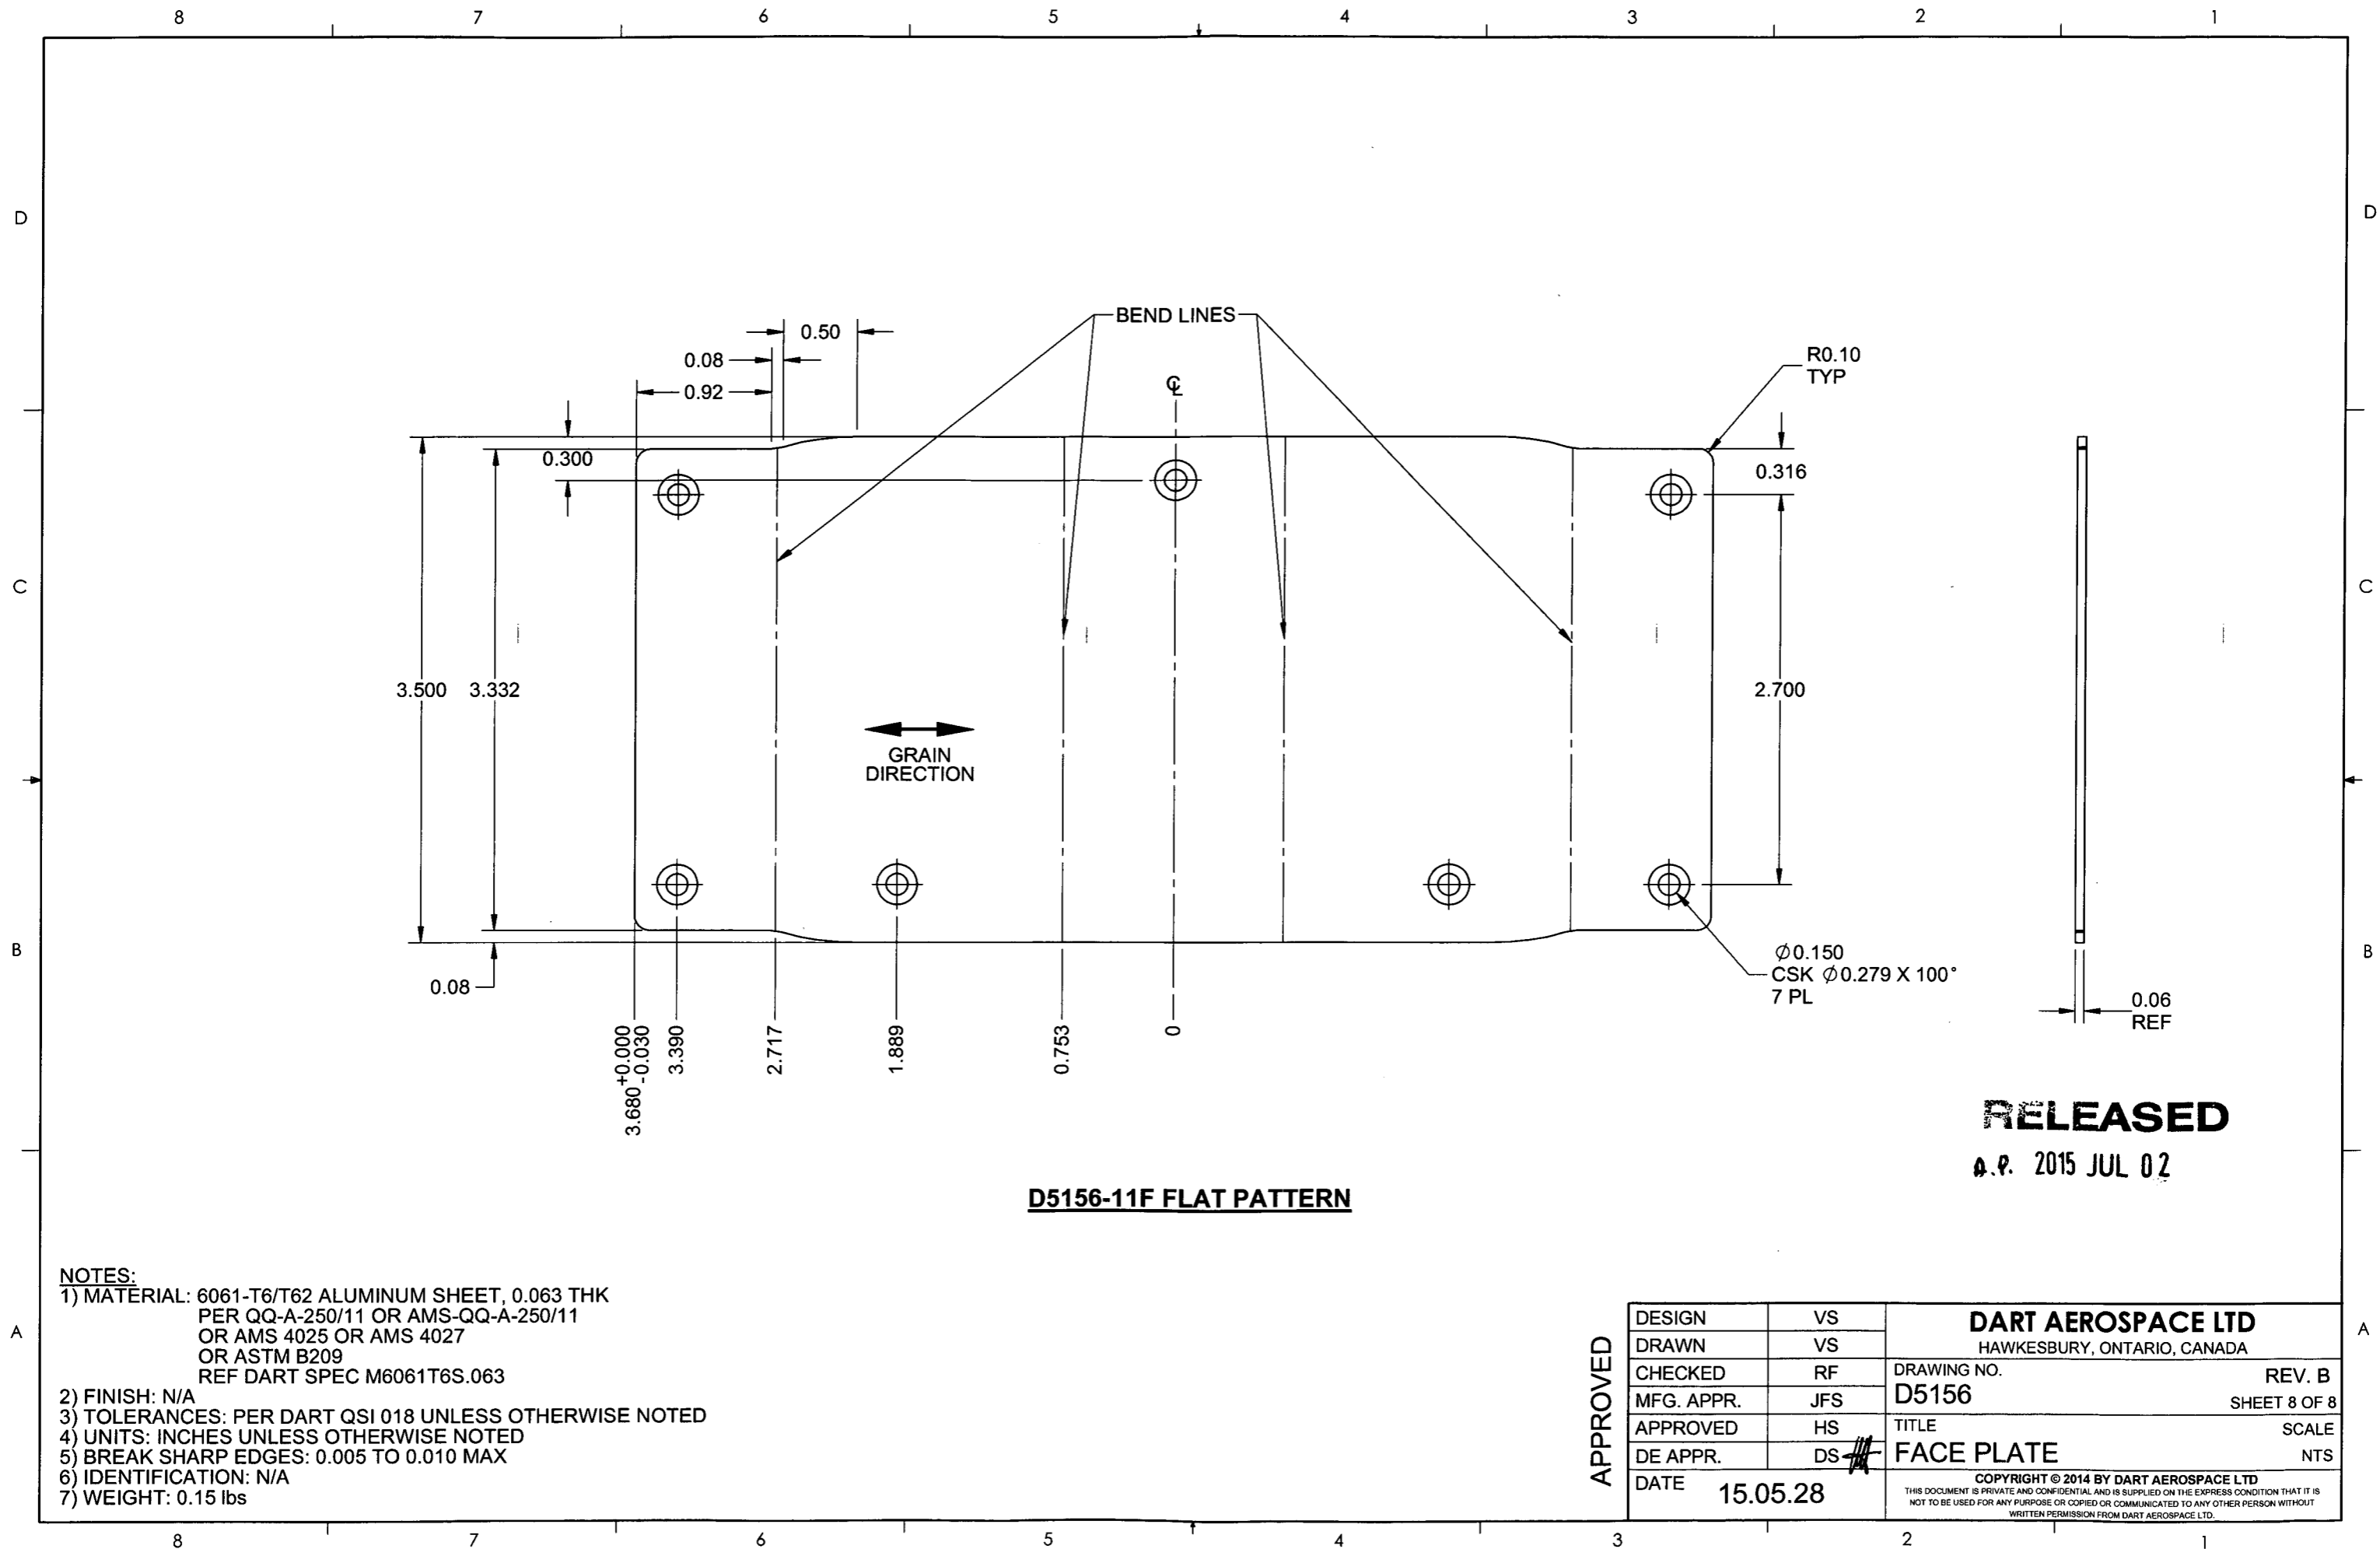 8 7 6 5 4 3 2 1
D D
BEND LINES
0.50
0.08
0.92
℄
R0.10
TYP
0.300
0.316
C C
3.500 3.332
2.700
GRAIN
DIRECTION
B B
0.08
Ø0.150
CSK Ø0.279 X 100°
7 PL
0.06
REF
3.680 +0.000 -0.030
3.390
2.717
1.889
0.753
0
RELEASED
A.P. 2015 JUL 02
D5156-11F FLAT PATTERN
NOTES:
1) MATERIAL: 6061-T6/T62 ALUMINUM SHEET, 0.063 THK
PER QQ-A-250/11 OR AMS-QQ-A-250/11
OR AMS 4025 OR AMS 4027
OR ASTM B209
REF DART SPEC M6061T6S.063
2) FINISH: N/A
3) TOLERANCES: PER DART QSI 018 UNLESS OTHERWISE NOTED
4) UNITS: INCHES UNLESS OTHERWISE NOTED
5) BREAK SHARP EDGES: 0.005 TO 0.010 MAX
6) IDENTIFICATION: N/A
7) WEIGHT: 0.15 lbs
A A
APPROVED
DESIGN VS
DRAWN VS
CHECKED RF
MFG. APPR. JFS
APPROVED HS
DE APPR. DS
DATE 15.05.28
DART AEROSPACE LTD
HAWKESBURY, ONTARIO, CANADA
DRAWING NO. REV. B
D5156 SHEET 8 OF 8
TITLE SCALE
FACE PLATE NTS
COPYRIGHT © 2014 BY DART AEROSPACE LTD
THIS DOCUMENT IS PRIVATE AND CONFIDENTIAL AND IS SUPPLIED ON THE EXPRESS CONDITION THAT IT IS
NOT TO BE USED FOR ANY PURPOSE OR COPIED OR COMMUNICATED TO ANY OTHER PERSON WITHOUT
WRITTEN PERMISSION FROM DART AEROSPACE LTD.
8 7 6 5 4 3 2 1